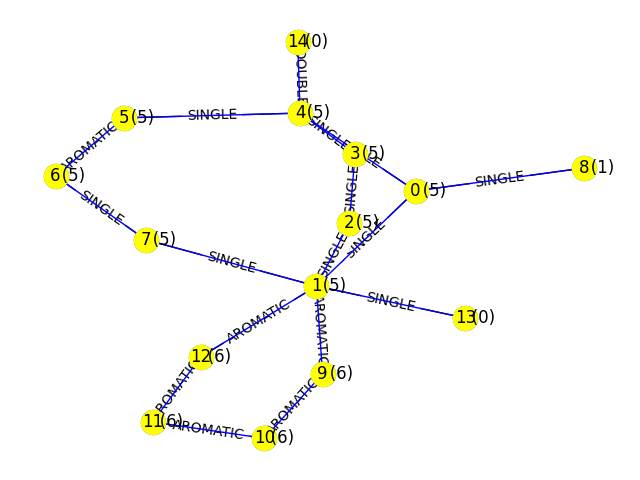 14(0)
DOUBLE
5(5)
SINGLE
4(5)
SINGLE
3(5)
AROMATIC
6(5)
SINGLE
8(1)
0(5)
SINGLE
SINGLE
2(5)
SINGLE
7(5)
SINGLE
SINGLE
SINGLE
1(5)
SINGLE
13(0)
AROMATIC
AROMATIC
12(6)
9(6)
AROMATIC
AROMATIC
11(6)
AROMATIC
10(6)